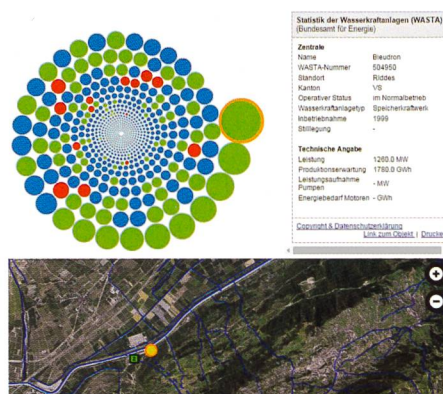 Statistik der Wasserkraftanlagen (WASTA)
(Bundesamt für Energie)
Zentrale
Name Bieudron
WASTA-Nummer 504950
Standort Riddes
Kanton VS
Operativer Status im Normalbetrieb
Wasserkraftanlagetyp Speicherkraftwerk
Inbetriebnahme 1999
Stilllegung -
Technische Angabe
Leistung 1260.0 MW
Produktionserwartung 1780.0 GWh
Leistungsaufnahme - MW
Pumpen
Energiebedarf Motoren - GWh
Copyright & Datenschutzerklärung
Link zum Objekt | Drucke